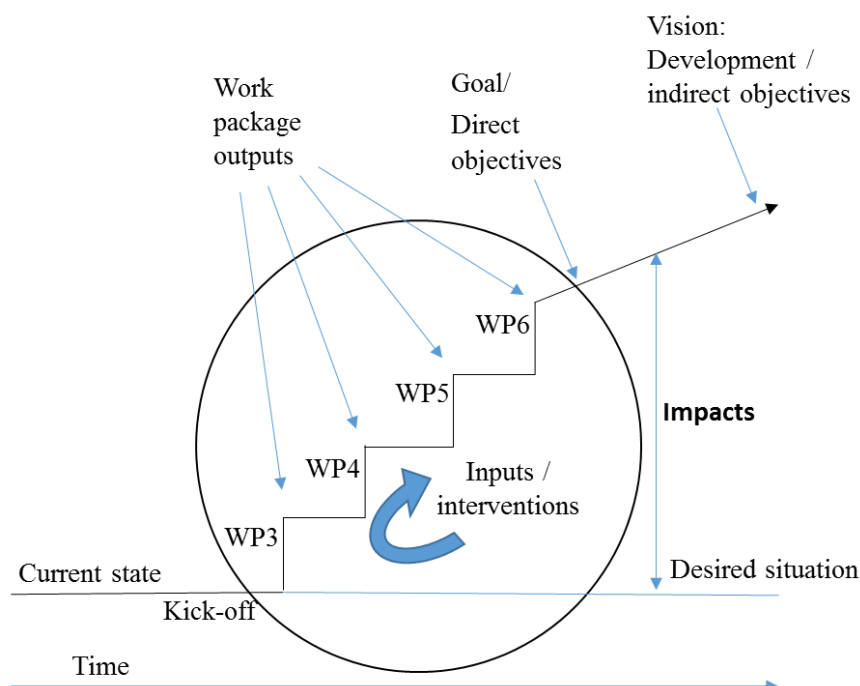 Vision:
Development /
indirect objectives
Goal/
Direct
objectives
Work
package
outputs
WP6
WP5
WP4
WP3
Inputs /
interventions
Impacts
Current state
Desired situation
Kick-off
Time